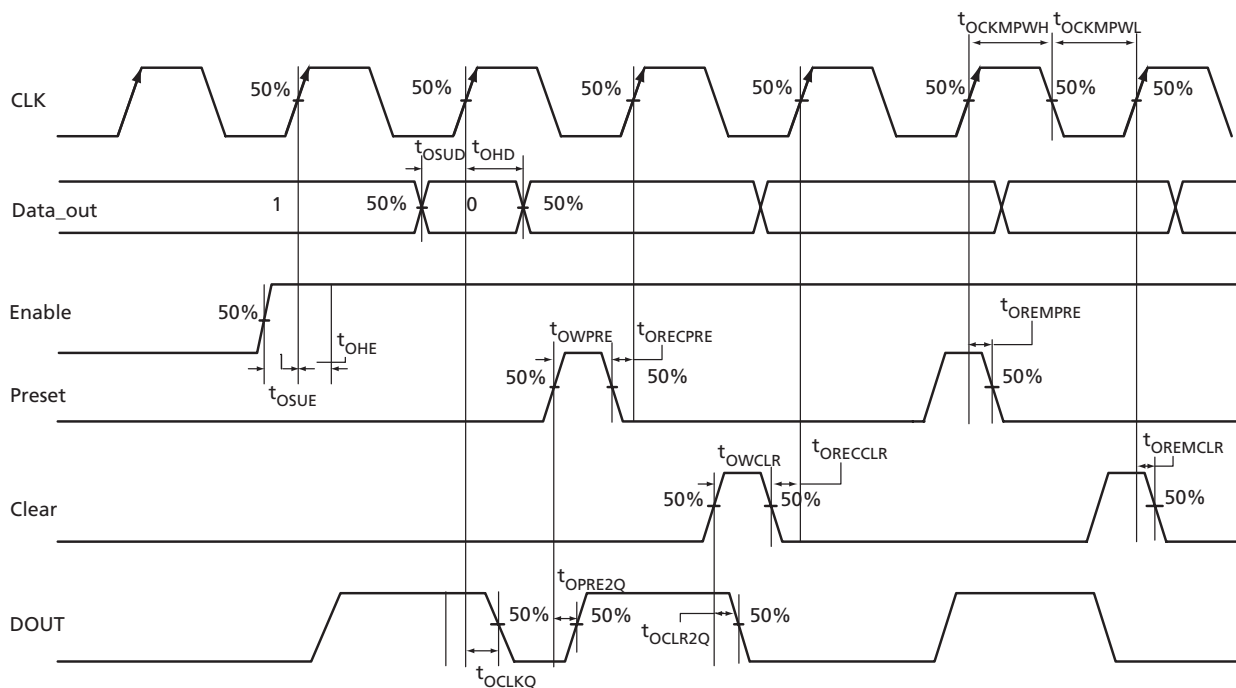 tOCKMPWH tOCKMPWL
CLK 50% 50% 50% 50% 50% 50% 50%
tOSUD tOHD
Data_out 1 50% 0 50%
Enable 50%
tOHE
tOSUE
tOWPRE tORECPRE tOREMPRE
Preset 50% 50% 50%
tOWCLR tORECCLR tOREMCLR
Clear 50% 50% 50%
tOPRE2Q
DOUT 50% 50% tOCLR2Q 50%
tOCLKQ